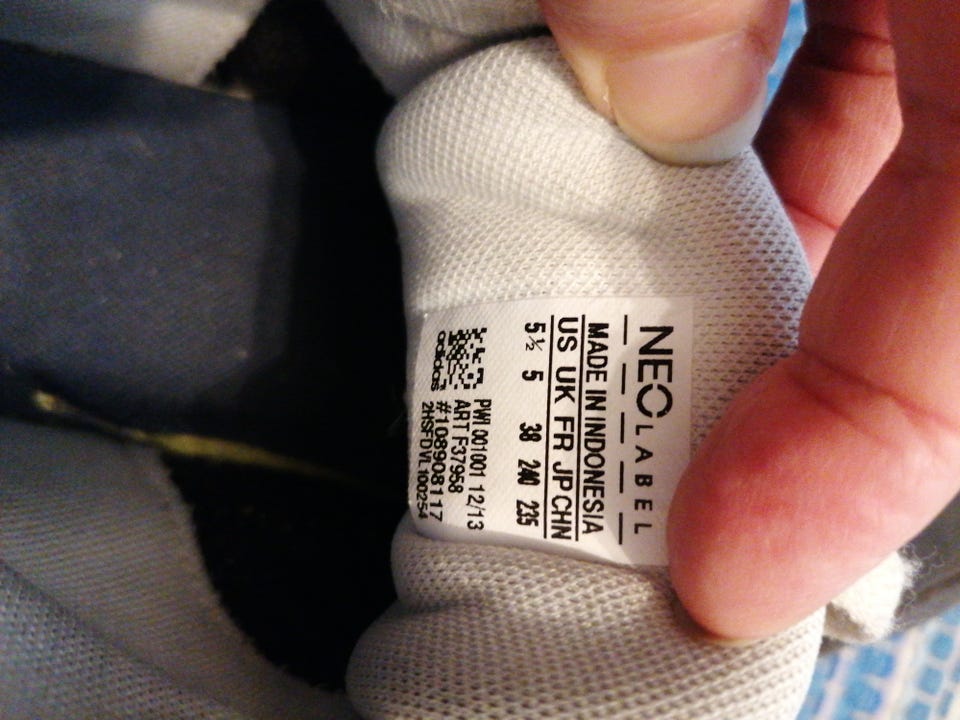 NEO LABEL
MADE IN INDONESIA
US UK FR JP CHN
5½ 5 38 240 235
PWI 001001 12/13
ART F37958
#108908117
2HSFDVL100254
adidas